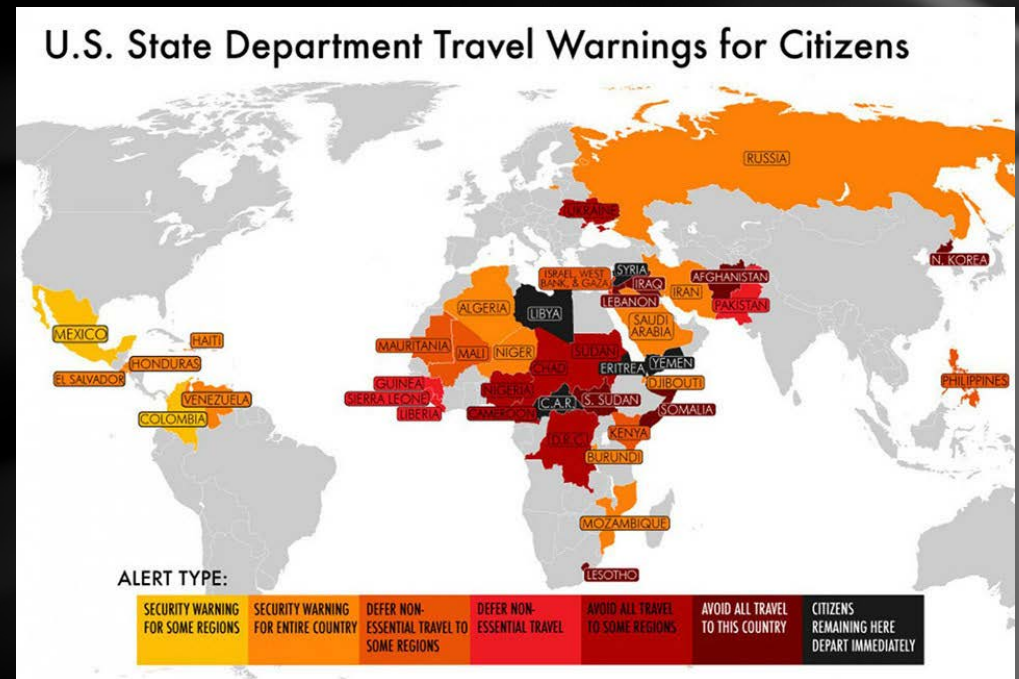 U.S. State Department Travel Warnings for Citizens
RUSSIA
UKRAINE
N. KOREA
SYRIA
AFGHANISTAN
ISRAEL, WEST
BANK, & GAZA
IRAQ
IRAN
PAKISTAN
LEBANON
ALGERIA
LIBYA
SAUDI
ARABIA
MEXICO
HAITI
MAURITANIA
MALI
NIGER
SUDAN
CHAD
ERITREA
YEMEN
HONDURAS
EL SALVADOR
DJIBOUTI
PHILIPPINES
GUINEA
NIGERIA
VENEZUELA
SIERRA LEONE
C.A.R.
S. SUDAN
SOMALIA
COLOMBIA
LIBERIA
CAMEROON
KENYA
D.R.C.
BURUNDI
MOZAMBIQUE
LESOTHO
ALERT TYPE:
SECURITY WARNING
FOR SOME REGIONS
SECURITY WARNING
FOR ENTIRE COUNTRY
DEFER NON-
ESSENTIAL TRAVEL TO
SOME REGIONS
DEFER NON-
ESSENTIAL TRAVEL
AVOID ALL TRAVEL
TO SOME REGIONS
AVOID ALL TRAVEL
TO THIS COUNTRY
CITIZENS
REMAINING HERE
DEPART IMMEDIATELY